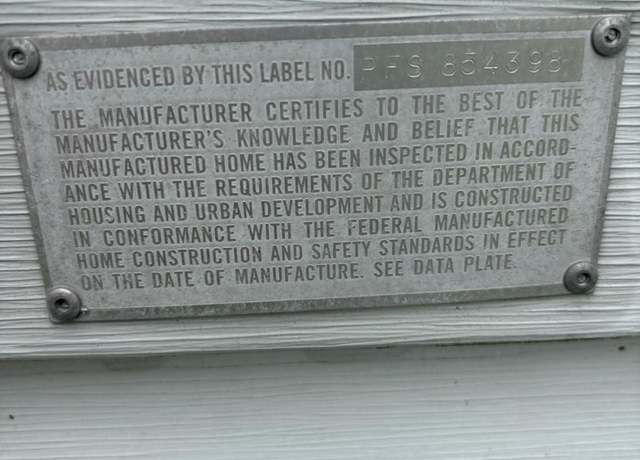 AS EVIDENCED BY THIS LABEL NO. PFS 854398
THE MANUFACTURER CERTIFIES TO THE BEST OF THE
MANUFACTURER'S KNOWLEDGE AND BELIEF THAT THIS
MANUFACTURED HOME HAS BEEN INSPECTED IN ACCORD-
ANCE WITH THE REQUIREMENTS OF THE DEPARTMENT OF
HOUSING AND URBAN DEVELOPMENT AND IS CONSTRUCTED
IN CONFORMANCE WITH THE FEDERAL MANUFACTURED
HOME CONSTRUCTION AND SAFETY STANDARDS IN EFFECT
ON THE DATE OF MANUFACTURE. SEE DATA PLATE.